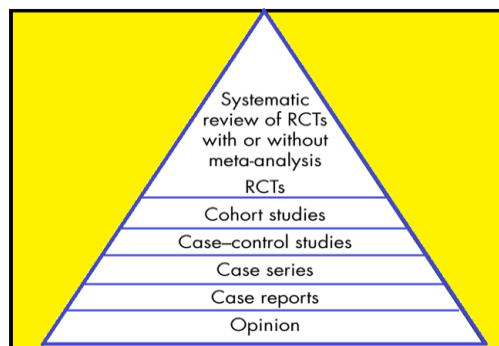 Systematic
review of RCTs
with or without
meta-analysis
RCTs
Cohort studies
Case–control studies
Case series
Case reports
Opinion